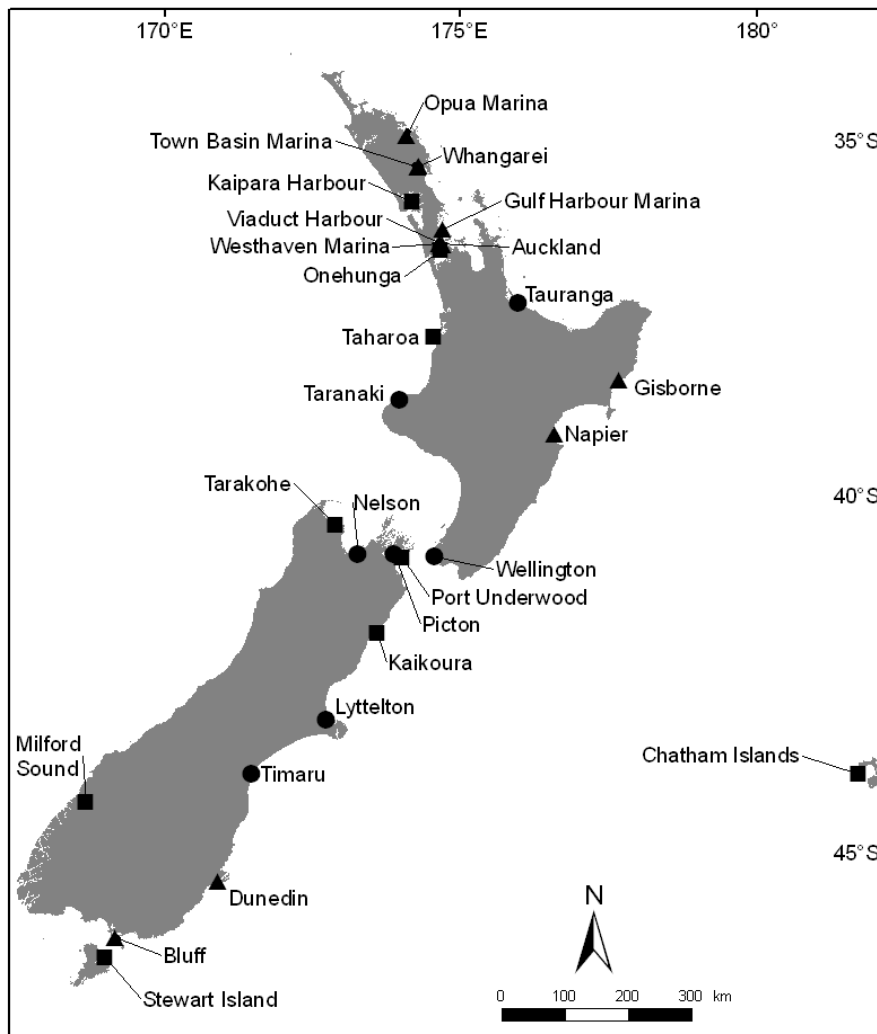 170°E
175°E
180°
Opua Marina
35°S
Town Basin Marina
Whangarei
Kaipara Harbour
Gulf Harbour Marina
Viaduct Harbour
Westhaven Marina
Auckland
Onehunga
Tauranga
Taharoa
Gisborne
Taranaki
Napier
Tarakohe
Nelson
40°S
Wellington
Port Underwood
Picton
Kaikoura
Lyttelton
Milford
Sound
Chatham Islands
Timaru
45°S
Dunedin
N
Bluff
Stewart Island
0 100 200 300 km